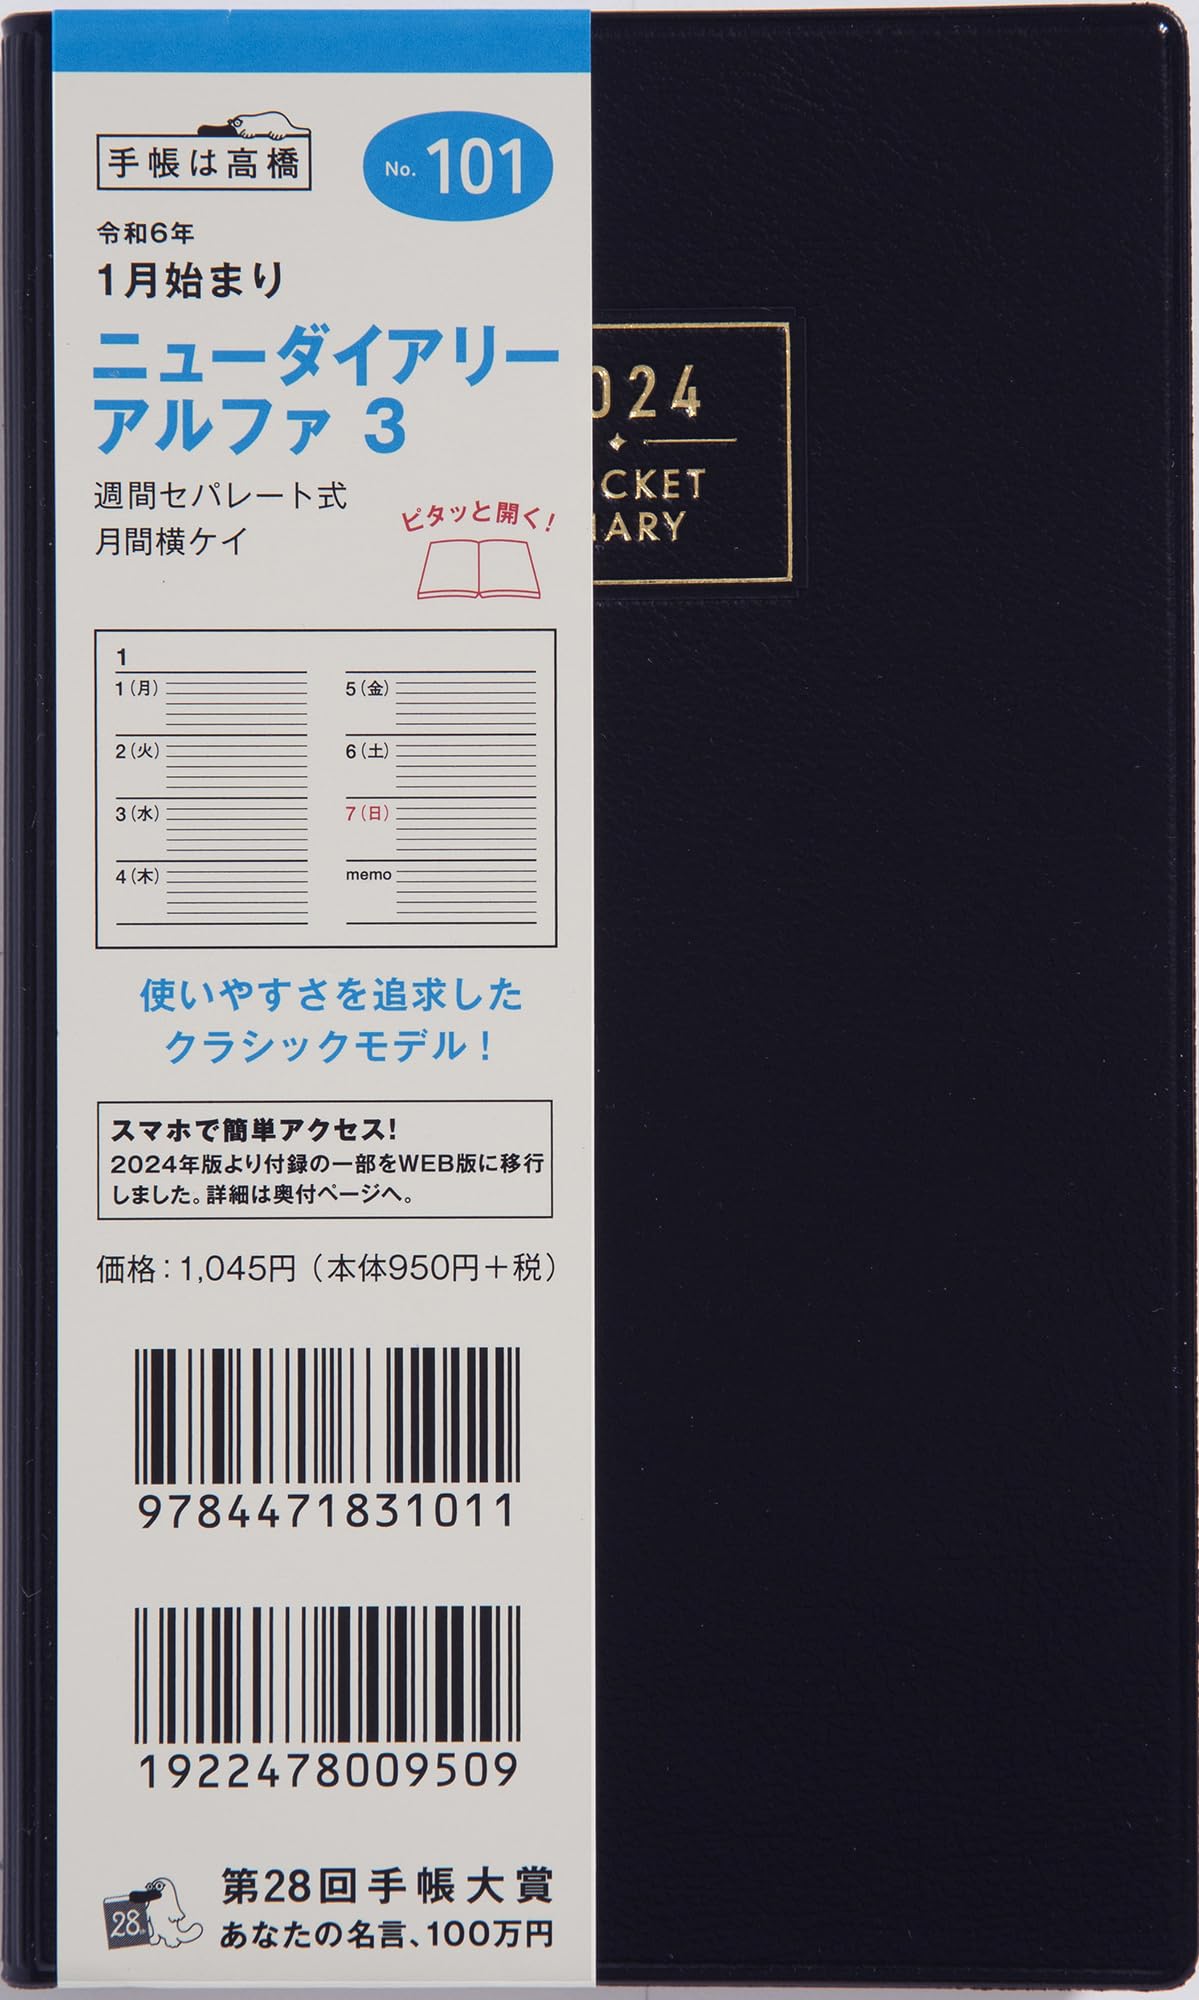 手帳は高橋
No. 101
令和6年
1月始まり
ニューダイアリー
アルファ 3
週間セパレート式
月間横ケイ
ピタッと開く!
1
1(月)
2(火)
3(水)
4(木)
5(金)
6(土)
7(日)
memo
使いやすさを追求した
クラシックモデル!
スマホで簡単アクセス!
2024年版より付録の一部をWEB版に移行
しました。詳細は奥付ページへ。
価格:1,045円(本体950円+税)
9784471831011
1922478009509
28
第28回手帳大賞
あなたの名言、100万円
024
OCKET
IARY